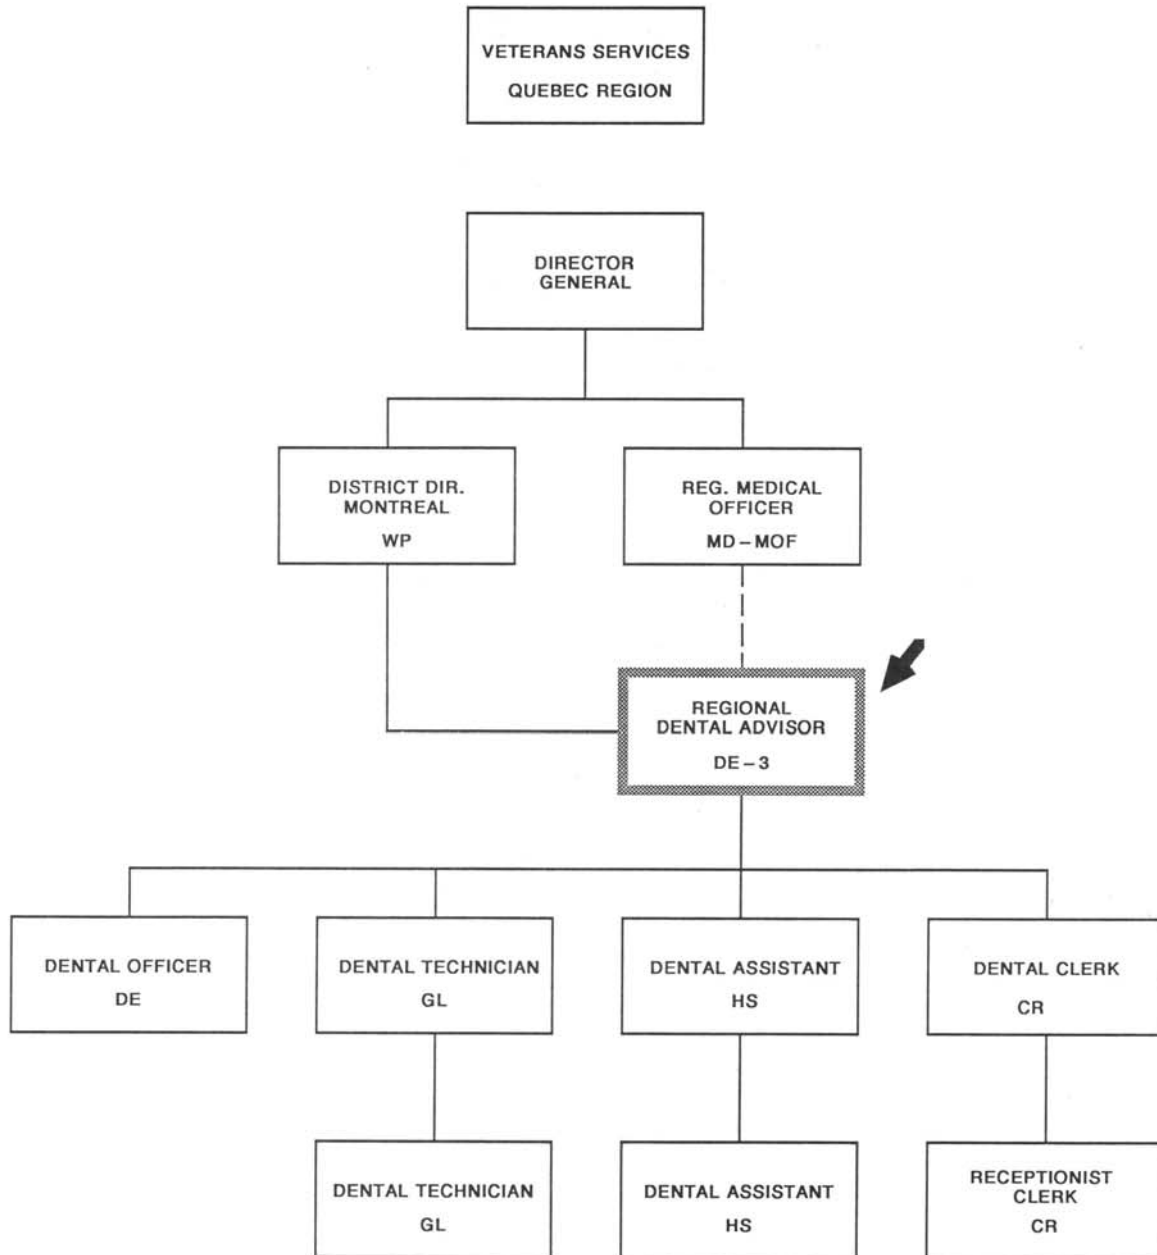 VETERANS SERVICES
QUEBEC REGION
DIRECTOR
GENERAL
DISTRICT DIR.
MONTREAL
WP
REG. MEDICAL
OFFICER
MD-MOF
REGIONAL
DENTAL ADVISOR
DE-3
DENTAL OFFICER
DE
DENTAL TECHNICIAN
GL
DENTAL ASSISTANT
HS
DENTAL CLERK
CR
DENTAL TECHNICIAN
GL
DENTAL ASSISTANT
HS
RECEPTIONIST
CLERK
CR